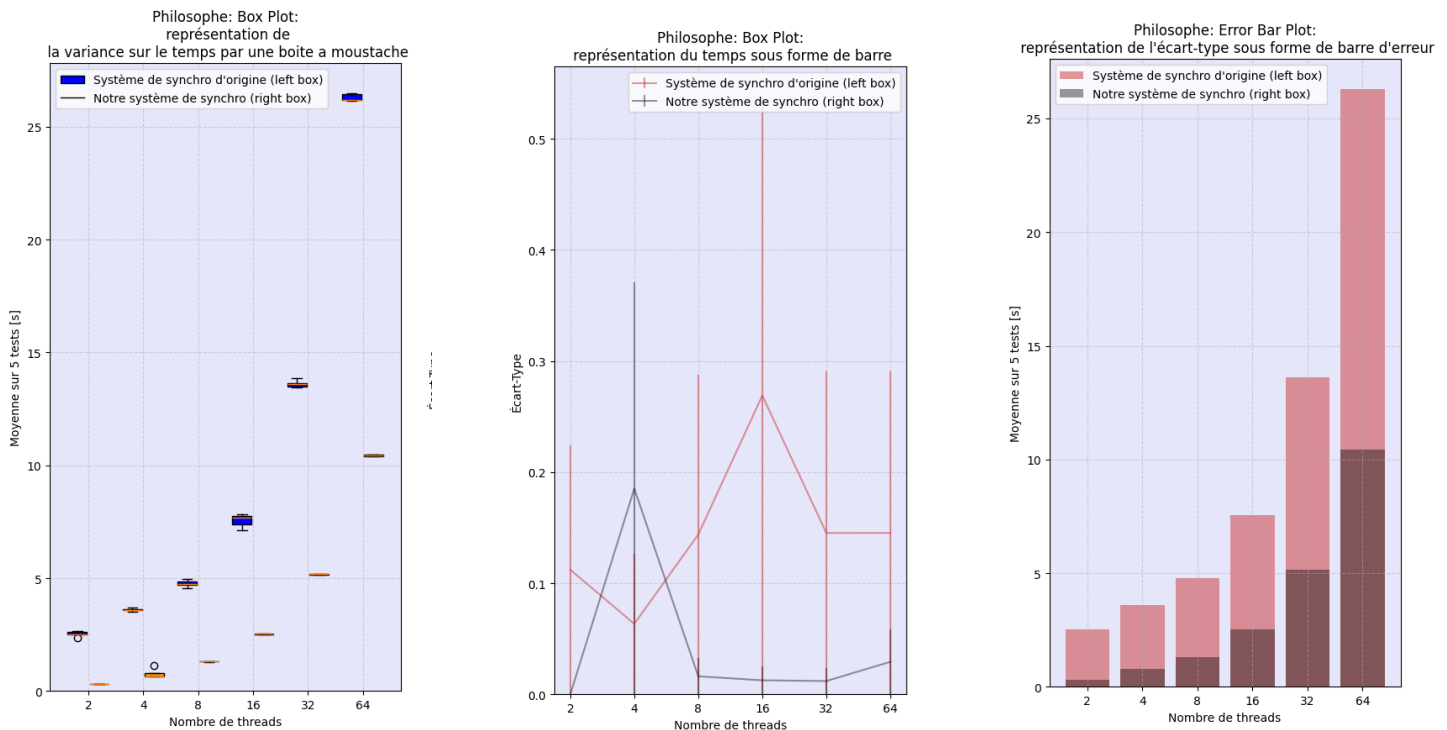 Philosophe: Box Plot:
représentation de
la variance sur le temps par une boite a moustache
Système de synchro d'origine (left box)
Notre système de synchro (right box)
25
20
15
10
5
0
Moyenne sur 5 tests [s]
2 4 8 16 32 64
Nombre de threads
Philosophe: Box Plot:
représentation du temps sous forme de barre
Système de synchro d'origine (left box)
Notre système de synchro (right box)
0.5
0.4
0.3
0.2
0.1
0.0
Écart-Type
2 4 8 16 32 64
Nombre de threads
Philosophe: Error Bar Plot:
représentation de l'écart-type sous forme de barre d'erreur
Système de synchro d'origine (left box)
Notre système de synchro (right box)
25
20
15
10
5
0
Moyenne sur 5 tests [s]
2 4 8 16 32 64
Nombre de threads